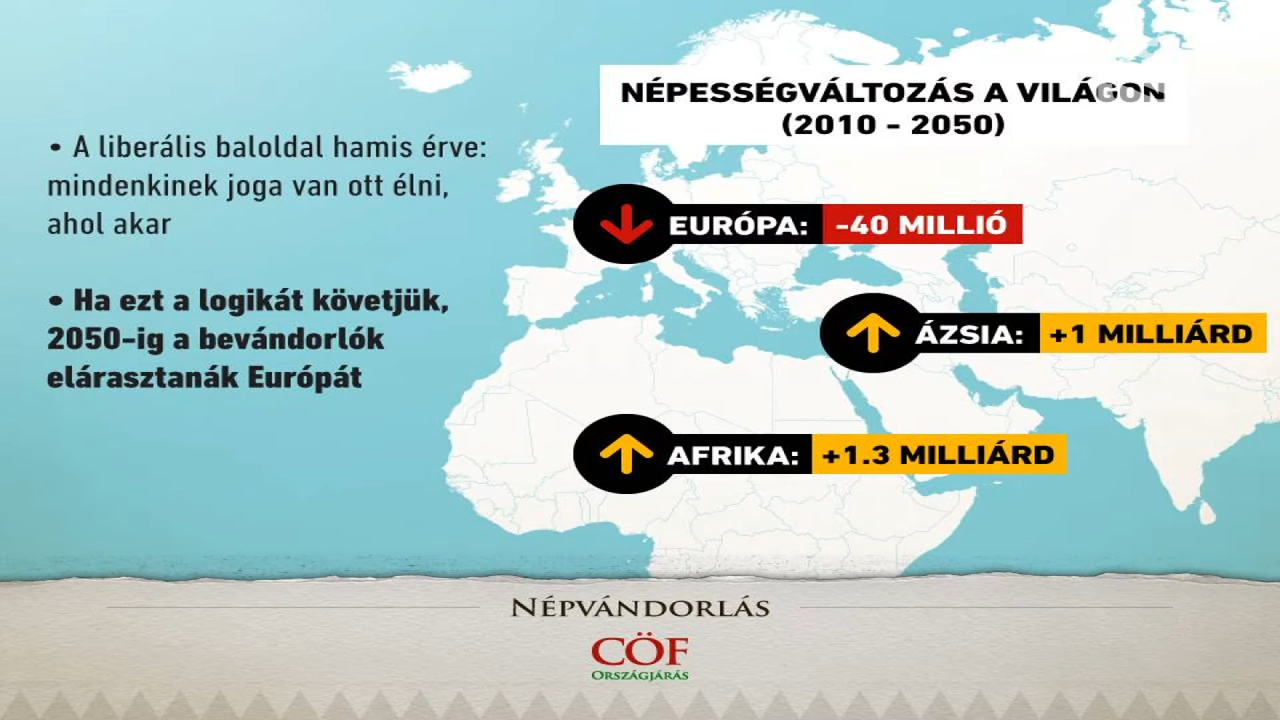 NÉPESSÉGVÁLTOZÁS A VILÁGON
(2010 - 2050)
• A liberális baloldal hamis érve:
mindenkinek joga van ott élni,
ahol akar
• Ha ezt a logikát követjük,
2050-ig a bevándorlók
elárasztanák Európát
EURÓPA: -40 MILLIÓ
ÁZSIA: +1 MILLIÁRD
AFRIKA: +1.3 MILLIÁRD
NÉPVÁNDORLÁS
CÖF
ORSZÁGJÁRÁS